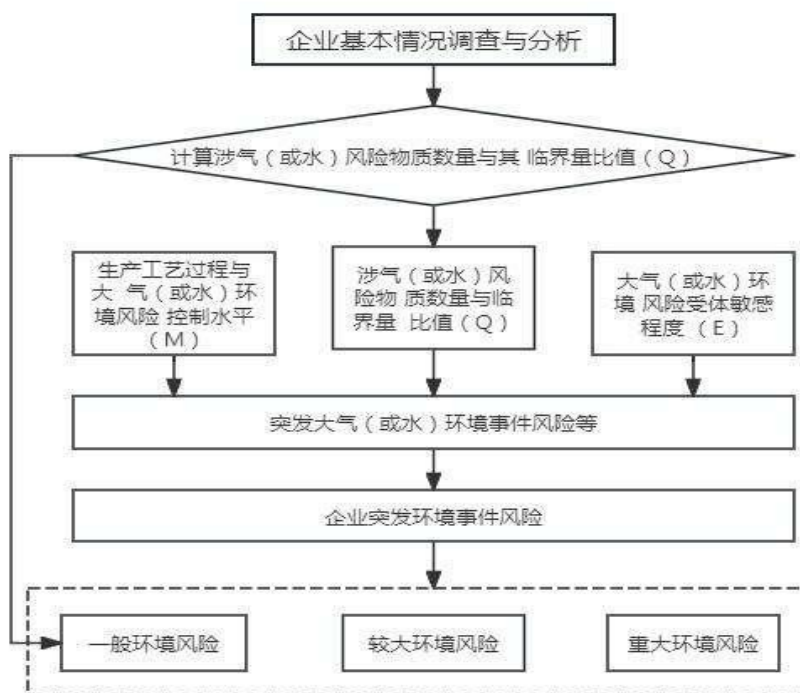 企业基本情况调查与分析
计算涉气（或水）风险物质数量与其 临界量比值（Q）
生产工艺过程与
大 气（或水）环
境风险 控制水平
（M）
涉气（或水）风
险物 质数量与临
界量 比值（Q）
大气（或水）环
境 风险受体敏感
程度 （E）
突发大气（或水）环境事件风险等
企业突发环境事件风险
一般环境风险
较大环境风险
重大环境风险